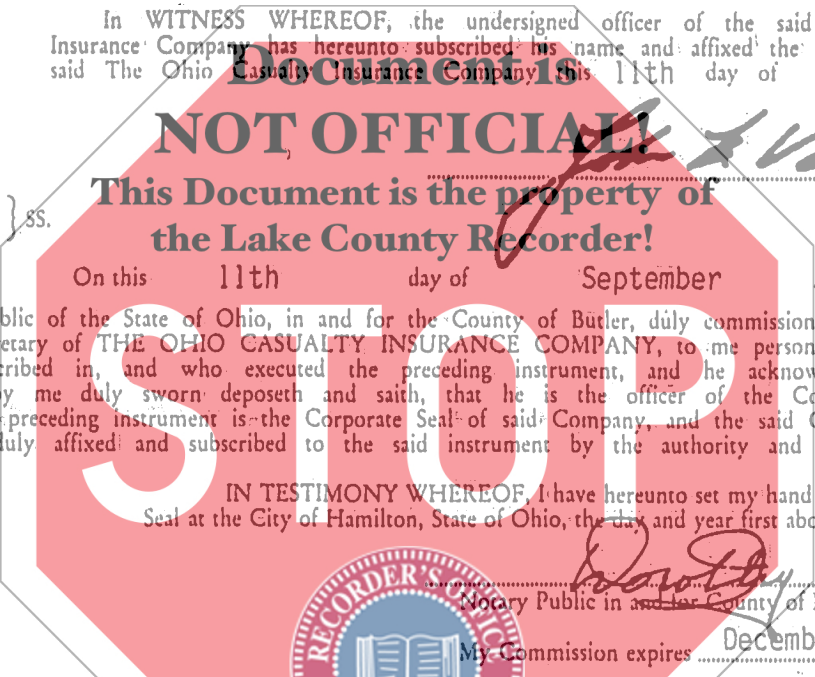 In WITNESS WHEREOF, the undersigned officer of the said
Insurance Company has hereunto subscribed his name and affixed the
said The Ohio Casualty Insurance Company this 11th day of
Document is
NOT OFFICIAL!
This Document is the property of
the Lake County Recorder!
} SS.
On this 11th day of September
blic of the State of Ohio, in and for the County of Butler, duly commission
etary of THE OHIO CASUALTY INSURANCE COMPANY, to me person
cribed in, and who executed the preceding instrument, and he acknow
by me duly sworn deposeth and saith, that he is the officer of the Co
preceding instrument is the Corporate Seal of said Company, and the said C
duly affixed and subscribed to the said instrument by the authority and
STOP
IN TESTIMONY WHEREOF, I have hereunto set my hand
Seal at the City of Hamilton, State of Ohio, the day and year first abo
Dorothy
RECORDER'S OFFICE
Notary Public in and for County of
My Commission expires Decemb